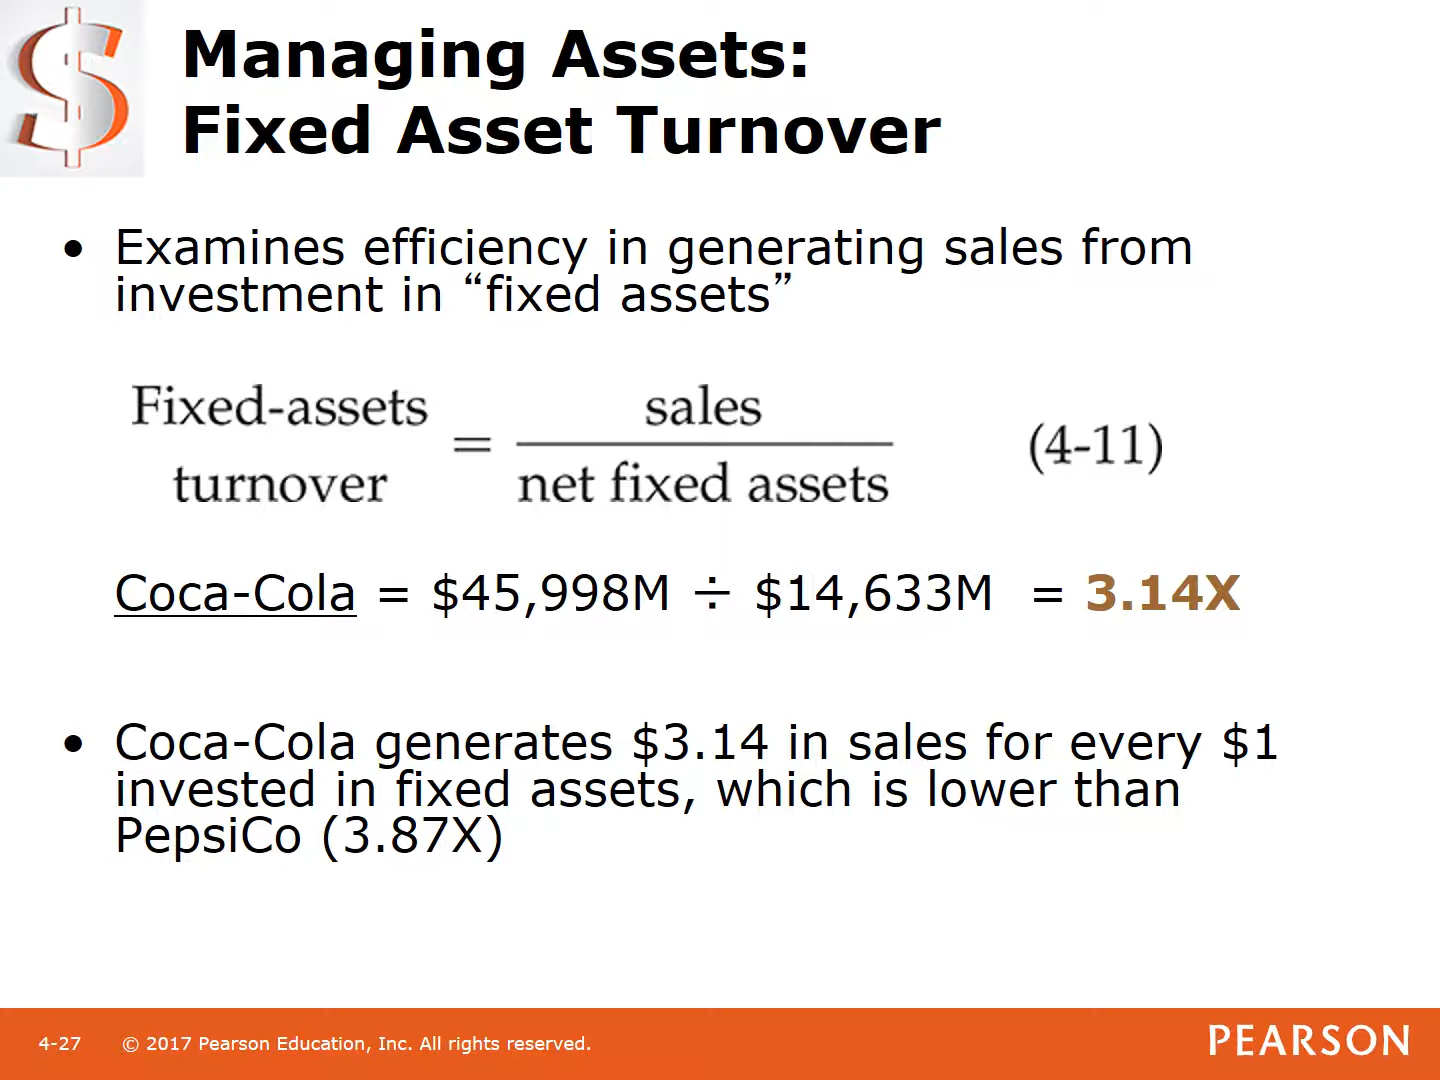 Managing Assets:
Fixed Asset Turnover
• Examines efficiency in generating sales from
investment in “fixed assets”
Fixed-assets
turnover
=
sales
net fixed assets
(4-11)
Coca-Cola = $45,998M ÷ $14,633M = 3.14X
• Coca-Cola generates $3.14 in sales for every $1
invested in fixed assets, which is lower than
PepsiCo (3.87X)
4-27 © 2017 Pearson Education, Inc. All rights reserved.
PEARSON